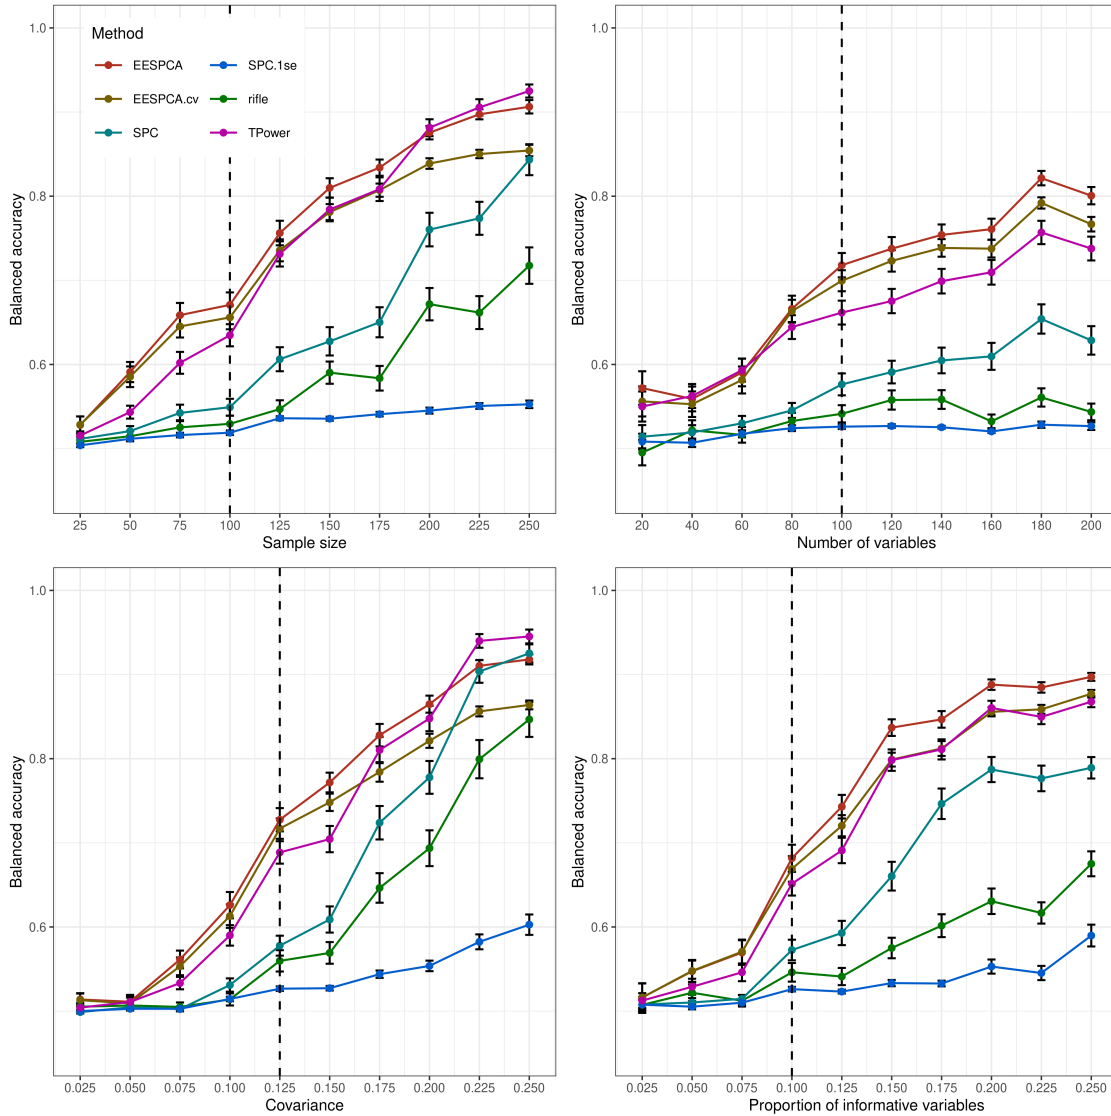 Method
EESPCA SPC.1se
EESPCA.cv rifle
SPC TPower
Balanced accuracy
1.0
0.8
0.6
25 50 75 100 125 150 175 200 225 250
Sample size
Balanced accuracy
1.0
0.8
0.6
20 40 60 80 100 120 140 160 180 200
Number of variables
Balanced accuracy
1.0
0.8
0.6
0.025 0.050 0.075 0.100 0.125 0.150 0.175 0.200 0.225 0.250
Covariance
Balanced accuracy
1.0
0.8
0.6
0.025 0.050 0.075 0.100 0.125 0.150 0.175 0.200 0.225 0.250
Proportion of informative variables